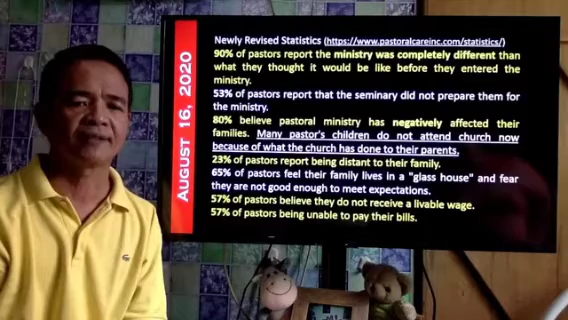 AUGUST 16, 2020
Newly Revised Statistics (https://www.pastoralcareinc.com/statistics/)
90% of pastors report the ministry was completely different than
what they thought it would be like before they entered the
ministry.
53% of pastors report that the seminary did not prepare them for
the ministry.
80% believe pastoral ministry has negatively affected their
families. Many pastor's children do not attend church now
because of what the church has done to their parents.
23% of pastors report being distant to their family.
65% of pastors feel their family lives in a "glass house" and fear
they are not good enough to meet expectations.
57% of pastors believe they do not receive a livable wage.
57% of pastors being unable to pay their bills.